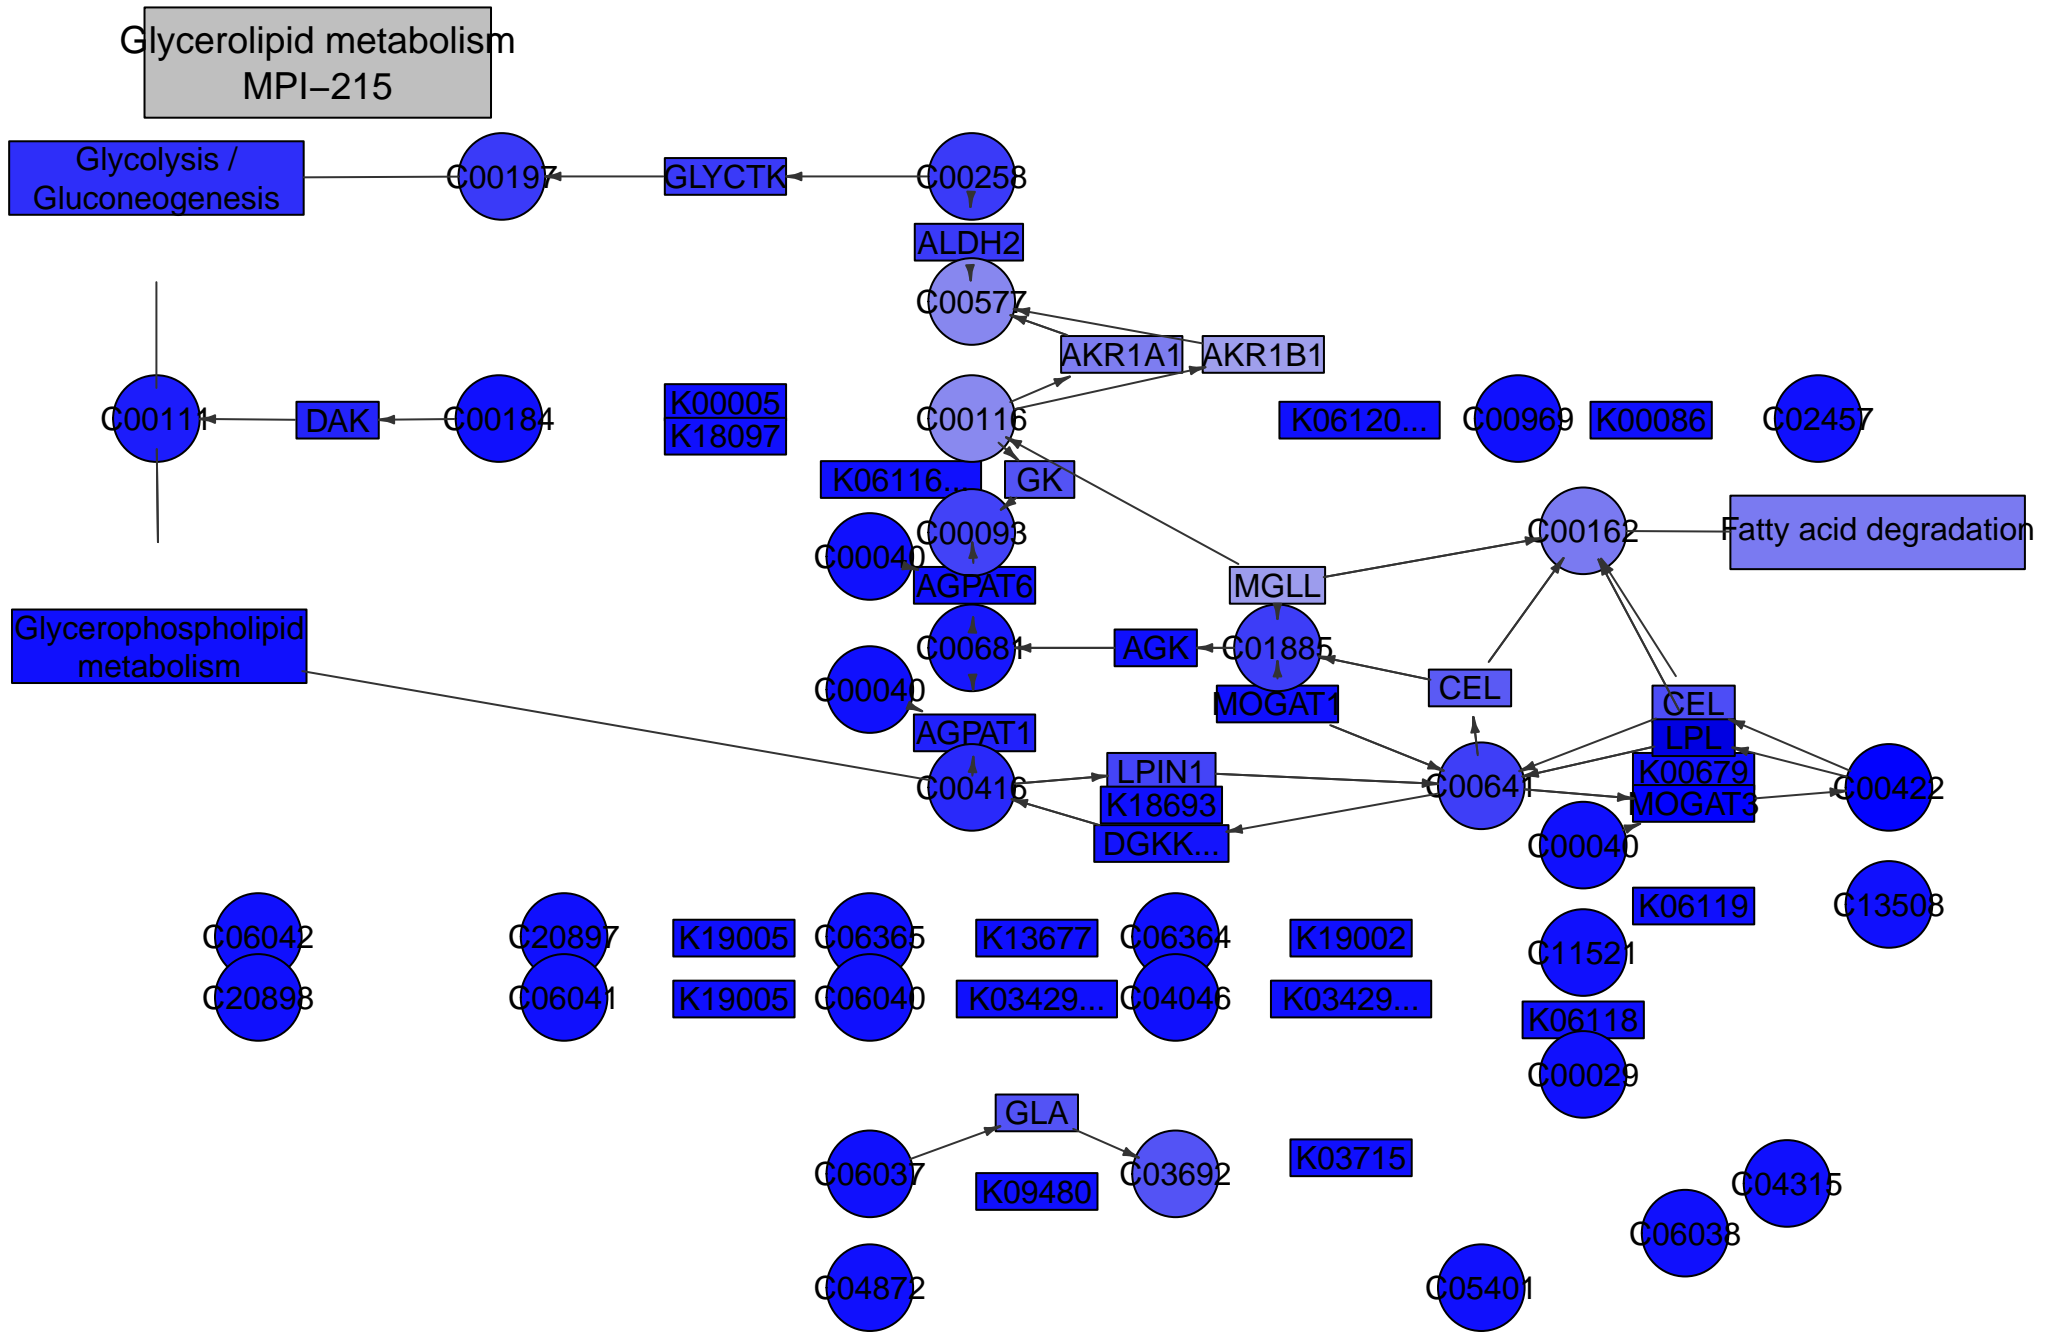 Glycerolipid metabolism
MPI−215
Glycolysis /
Gluconeogenesis
C00197
GLYCTK
C00258
ALDH2
C00577
AKR1A1
AKR1B1
C00111
DAK
C00184
K00005
K18097
C00116
K06120...
C00969
K00086
C02457
K06116...
GK
C00093
C00040
AGPAT6
MGLL
C00162
Fatty acid degradation
Glycerophospholipid
metabolism
C00681
AGK
C01885
C00040
MOGAT1
CEL
CEL
LPL
AGPAT1
C00416
LPIN1
K18693
DGKK...
C00641
K00679
MOGAT3
C00422
C00040
K06119
C13508
C06042
C20897
K19005
C06365
K13677
C06364
K19002
C11521
C20898
C06041
K19005
C06040
K03429...
C04046
K03429...
K06118
C00029
GLA
C06037
K09480
C03692
K03715
C04315
C06038
C04872
C05401